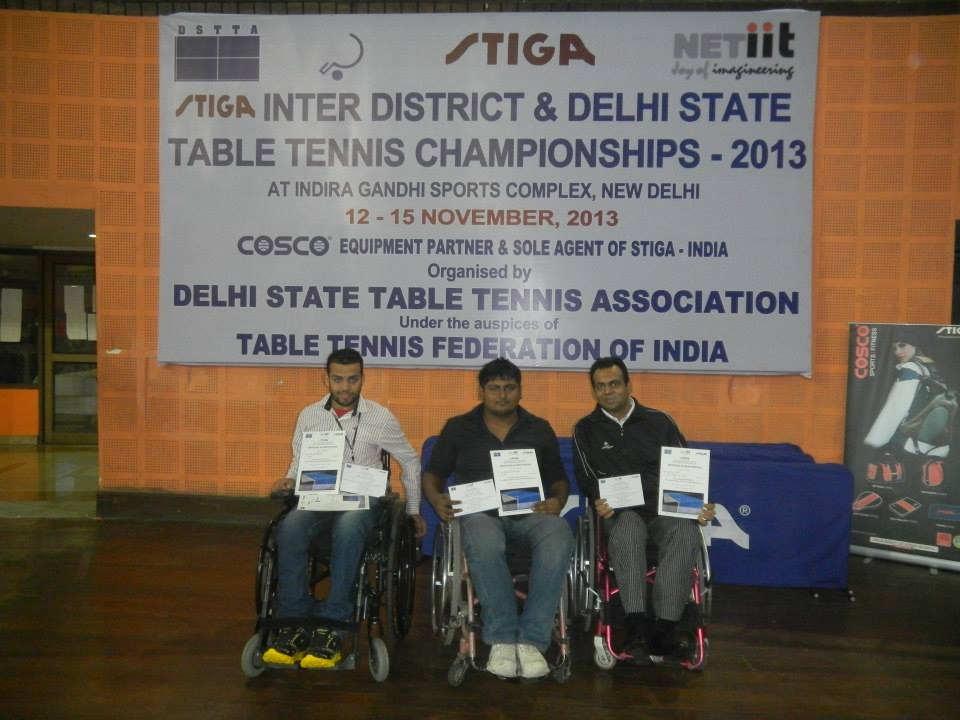 DSTTA
STIGA
NETiit
Joy of imagineering
STIGA INTER DISTRICT & DELHI STATE
TABLE TENNIS CHAMPIONSHIPS - 2013
AT INDIRA GANDHI SPORTS COMPLEX, NEW DELHI
12 - 15 NOVEMBER, 2013
COSCO® EQUIPMENT PARTNER & SOLE AGENT OF STIGA - INDIA
Organised by
DELHI STATE TABLE TENNIS ASSOCIATION
Under the auspices of
TABLE TENNIS FEDERATION OF INDIA
COSCO
SPORTS FITNESS
®